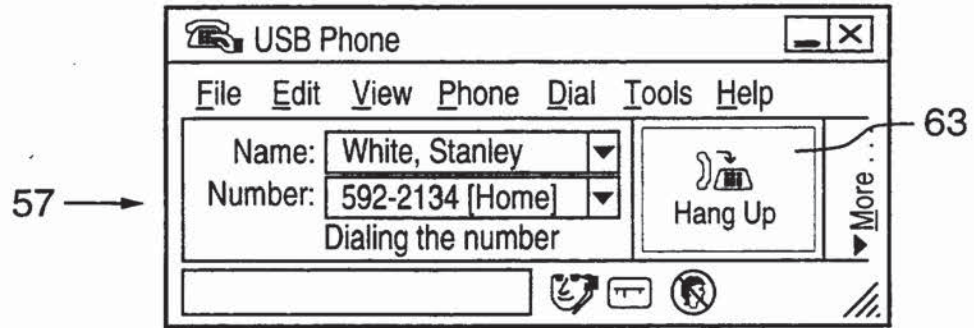 USB Phone
File Edit View Phone Dial Tools Help
Name: White, Stanley
Number: 592-2134 [Home]
Dialing the number
Hang Up
More . . .
57
63